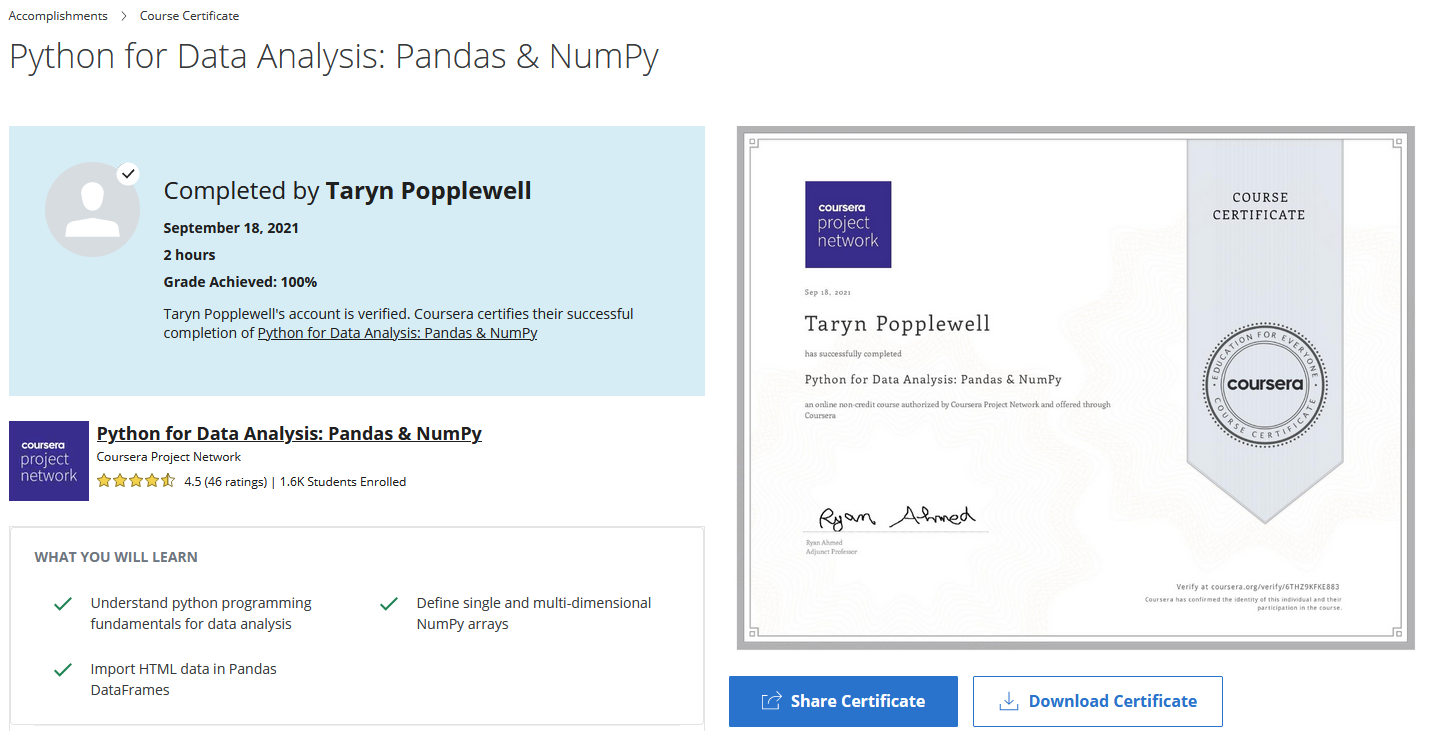 Accomplishments > Course Certificate
Python for Data Analysis: Pandas & NumPy
Completed by Taryn Popplewell
September 18, 2021
2 hours
Grade Achieved: 100%
Taryn Popplewell's account is verified. Coursera certifies their successful
completion of Python for Data Analysis: Pandas & NumPy
coursera
project
network
Python for Data Analysis: Pandas & NumPy
Coursera Project Network
4.5 (46 ratings) | 1.6K Students Enrolled
WHAT YOU WILL LEARN
Understand python programming
fundamentals for data analysis
Define single and multi-dimensional
NumPy arrays
Import HTML data in Pandas
DataFrames
coursera
project
network
Sep 18, 2021
Taryn Popplewell
has successfully completed
Python for Data Analysis: Pandas & NumPy
an online non-credit course authorized by Coursera Project Network and offered through
Coursera
Ryan Ahmed
Ryan Ahmed
Adjunct Professor
COURSE
CERTIFICATE
EDUCATION FOR EVERYONE
coursera
COURSE CERTIFICATE
Verify at coursera.org/verify/6THZ9KFKE883
Coursera has confirmed the identity of this individual and their
participation in the course.
Share Certificate
Download Certificate